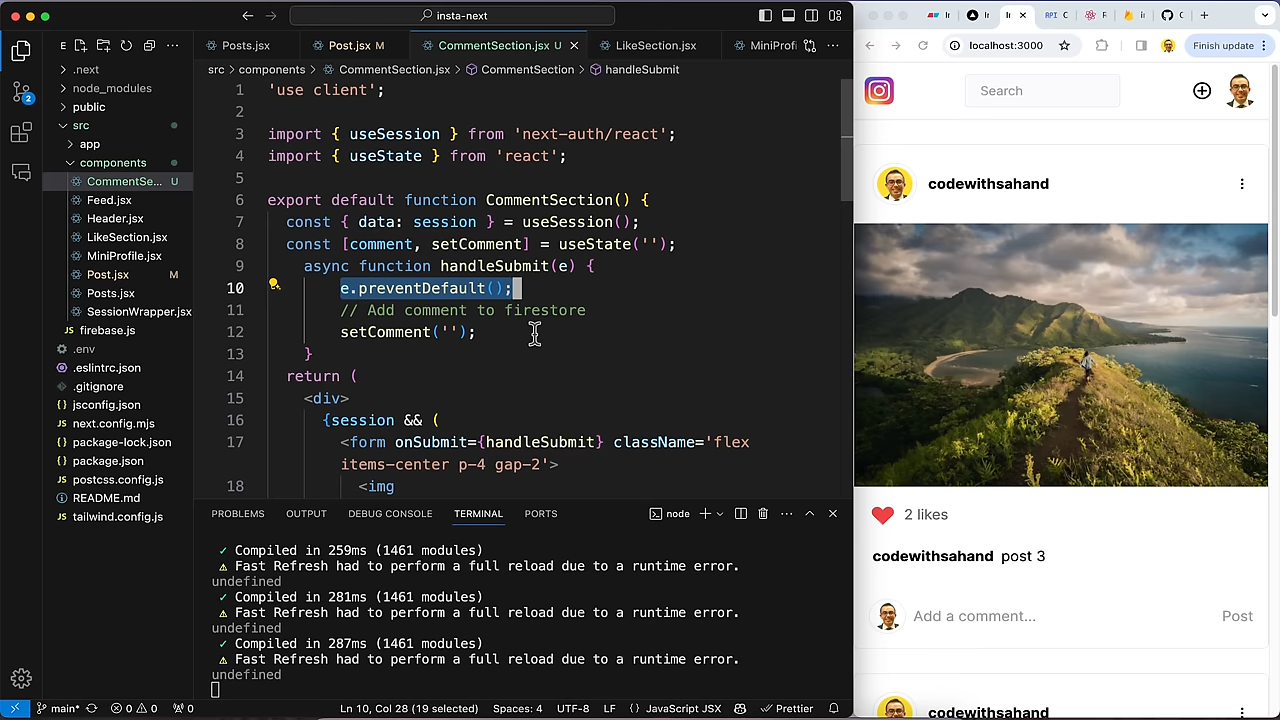 insta-next
Posts.jsx
Post.jsx M
CommentSection.jsx U
LikeSection.jsx
MiniProfi
src > components > CommentSection.jsx > CommentSection > handleSubmit
E
.next
node_modules
public
src
app
components
CommentSe... U
Feed.jsx
Header.jsx
LikeSection.jsx
MiniProfile.jsx
Post.jsx M
Posts.jsx
SessionWrapper.jsx
firebase.js
.env
.eslintrc.json
.gitignore
jsconfig.json
next.config.mjs
package-lock.json
package.json
postcss.config.js
README.md
tailwind.config.js
2
1 'use client';
2
3 import { useSession } from 'next-auth/react';
4 import { useState } from 'react';
5
6 export default function CommentSection() {
7 const { data: session } = useSession();
8 const [comment, setComment] = useState('');
9 async function handleSubmit(e) {
10 e.preventDefault();
11 // Add comment to firestore
12 setComment('');
13 }
14 return (
15 <div>
16 {session && (
17 <form onSubmit={handleSubmit} className='flex
items-center p-4 gap-2'>
18 <img
PROBLEMS OUTPUT DEBUG CONSOLE TERMINAL PORTS
node
✓ Compiled in 259ms (1461 modules)
⚠ Fast Refresh had to perform a full reload due to a runtime error.
undefined
✓ Compiled in 281ms (1461 modules)
⚠ Fast Refresh had to perform a full reload due to a runtime error.
undefined
✓ Compiled in 287ms (1461 modules)
⚠ Fast Refresh had to perform a full reload due to a runtime error.
undefined
main* 0 0 0 Ln 10, Col 28 (19 selected) Spaces: 4 UTF-8 LF {} JavaScript JSX Prettier
API
localhost:3000
Finish update
Search
codewithsahand
2 likes
codewithsahand post 3
Add a comment...
Post
codewithsahand